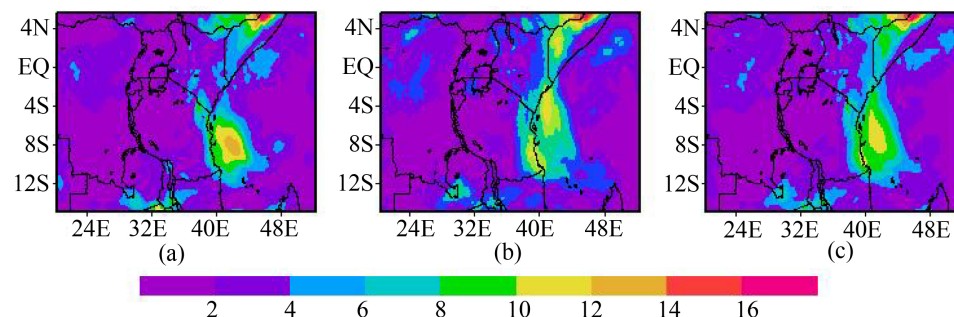 4N 4N 4N
EQ EQ EQ
4S 4S 4S
8S 8S 8S
12S 12S 12S
24E 32E 40E 48E 24E 32E 40E 48E 24E 32E 40E 48E
(a) (b) (c)
2 4 6 8 10 12 14 16